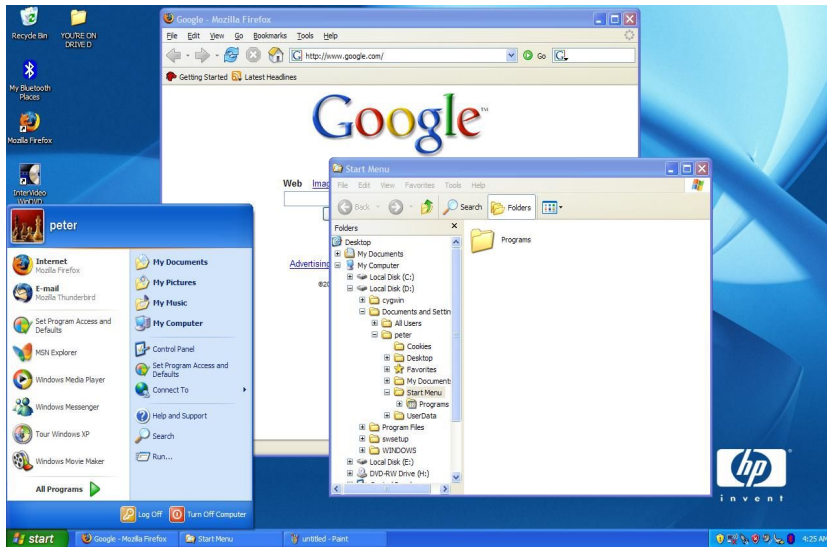 Recycle Bin
YOU'RE ON
DRIVE D
My Bluetooth
Places
Mozilla Firefox
InterVideo
WinDVD
Google - Mozilla Firefox
File Edit View Go Bookmarks Tools Help
http://www.google.com/
Go
Getting Started
Latest Headlines
Google™
Web
Advertising
Start Menu
File Edit View Favorites Tools Help
Back
Search
Folders
Folders
Desktop
My Documents
My Computer
Local Disk (C:)
Local Disk (D:)
cygwin
Documents and Settin
All Users
peter
Cookies
Desktop
Favorites
My Document
Start Menu
Programs
UserData
Program Files
swsetup
WINDOWS
Local Disk (E:)
DVD-RW Drive (H:)
Programs
peter
Internet
Mozilla Firefox
E-mail
Mozilla Thunderbird
Set Program Access and
Defaults
MSN Explorer
Windows Media Player
Windows Messenger
Tour Windows XP
Windows Movie Maker
All Programs
My Documents
My Pictures
My Music
My Computer
Control Panel
Set Program Access and
Defaults
Connect To
Help and Support
Search
Run...
Log Off
Turn Off Computer
hp
invent
start
Google - Mozilla Firefox
Start Menu
untitled - Paint
4:25 AM